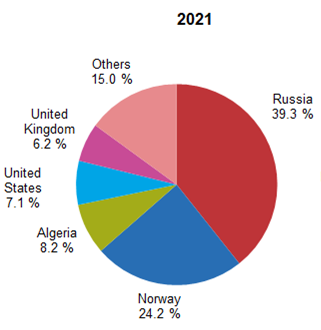 2021
Others
15.0 %
Russia
39.3 %
United
Kingdom
6.2 %
United
States
7.1 %
Algeria
8.2 %
Norway
24.2 %